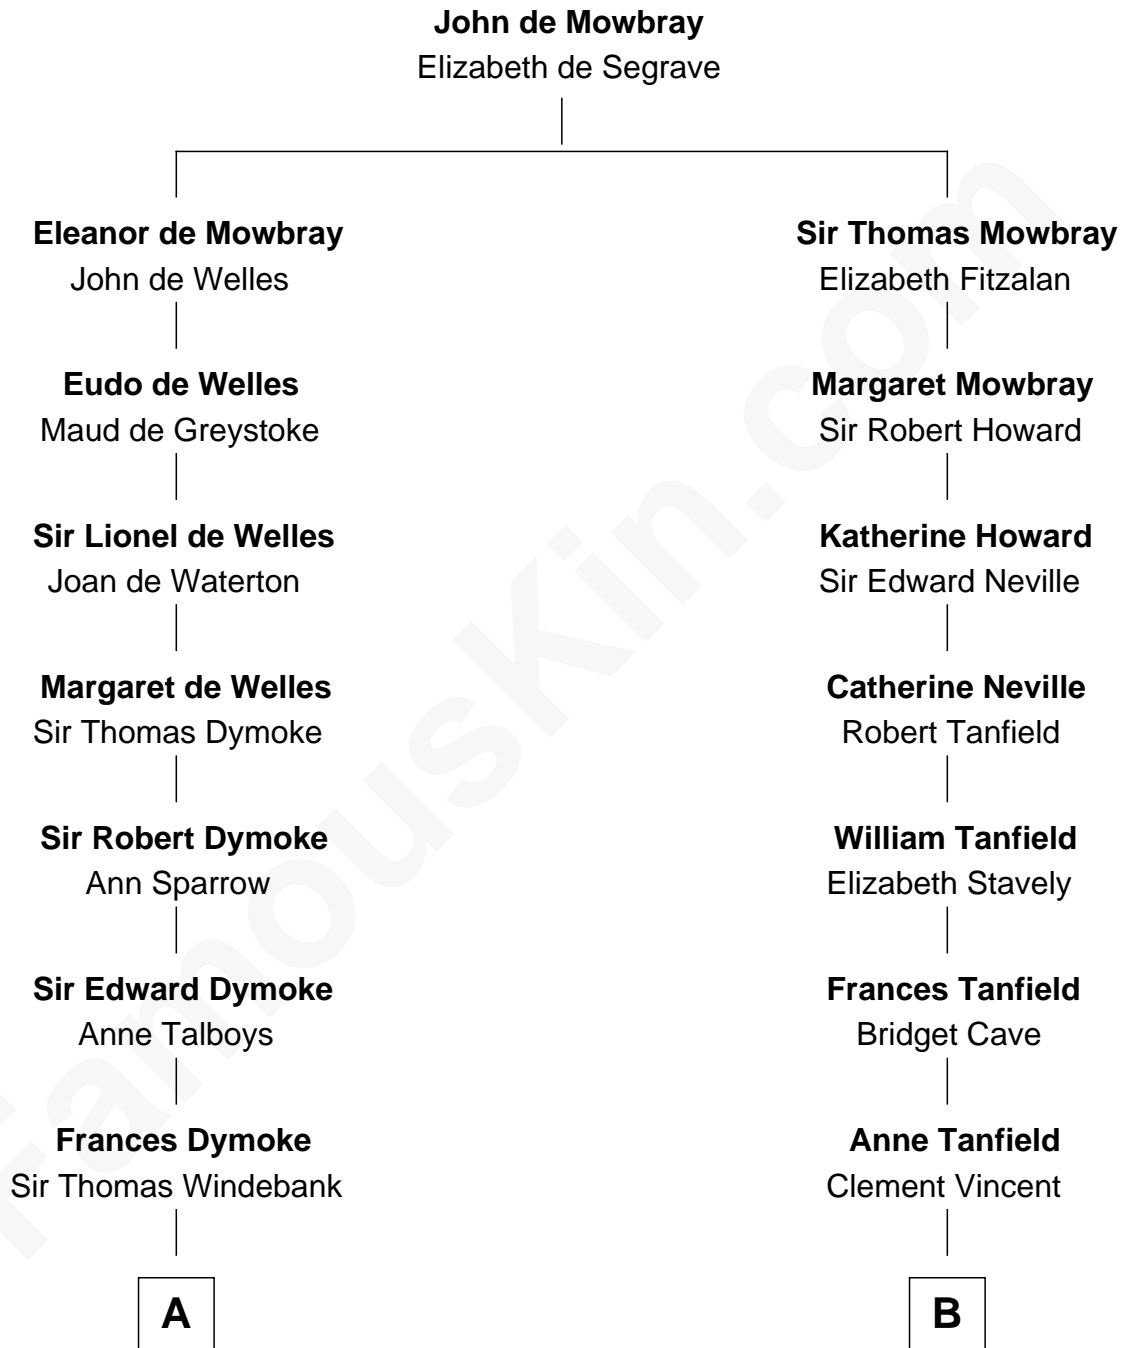 John de Mowbray
Elizabeth de Segrave
Eleanor de Mowbray
John de Welles
Sir Thomas Mowbray
Elizabeth Fitzalan
Eudo de Welles
Maud de Greystoke
Margaret Mowbray
Sir Robert Howard
Sir Lionel de Welles
Joan de Waterton
Katherine Howard
Sir Edward Neville
Margaret de Welles
Sir Thomas Dymoke
Catherine Neville
Robert Tanfield
Sir Robert Dymoke
Ann Sparrow
William Tanfield
Elizabeth Stavely
Sir Edward Dymoke
Anne Talboys
Frances Tanfield
Bridget Cave
Frances Dymoke
Sir Thomas Windebank
Anne Tanfield
Clement Vincent
A
B
FamousKin.com